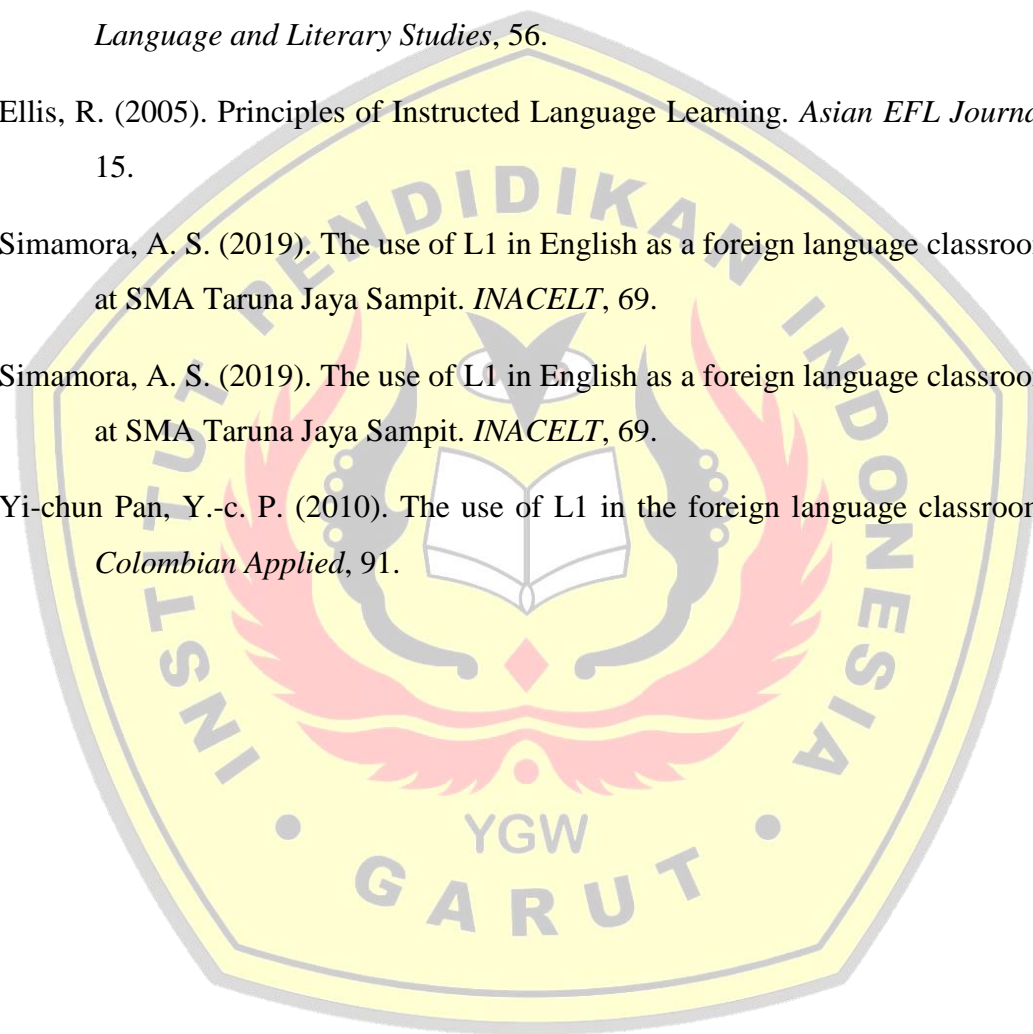 Language and Literary Studies, 56.
Ellis, R. (2005). Principles of Instructed Language Learning. Asian EFL Journa
15.
Simamora, A. S. (2019). The use of L1 in English as a foreign language classroo
at SMA Taruna Jaya Sampit. INACELT, 69.
Simamora, A. S. (2019). The use of L1 in English as a foreign language classroo
at SMA Taruna Jaya Sampit. INACELT, 69.
Yi-chun Pan, Y.-c. P. (2010). The use of L1 in the foreign language classroo
Colombian Applied, 91.
INSTITUT PENDIDIKAN INDONESIA
YGW
GARUT